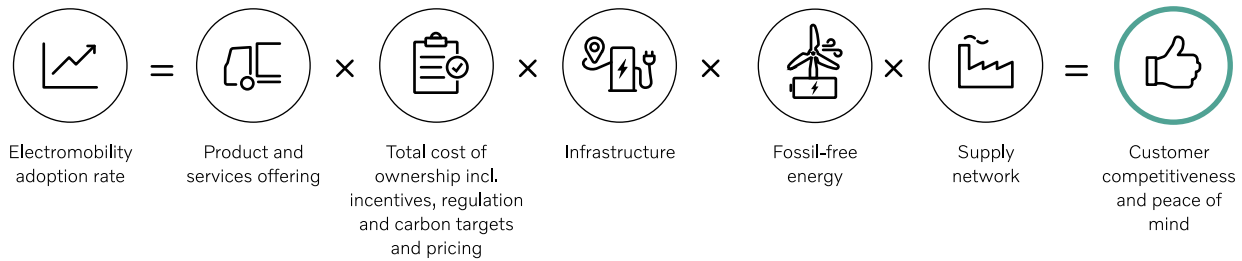 = × × × × =
Electromobility
adoption rate
Product and
services offering
Total cost of
ownership incl.
incentives, regulation
and carbon targets
and pricing
Infrastructure
Fossil-free
energy
Supply
network
Customer
competitiveness
and peace of
mind